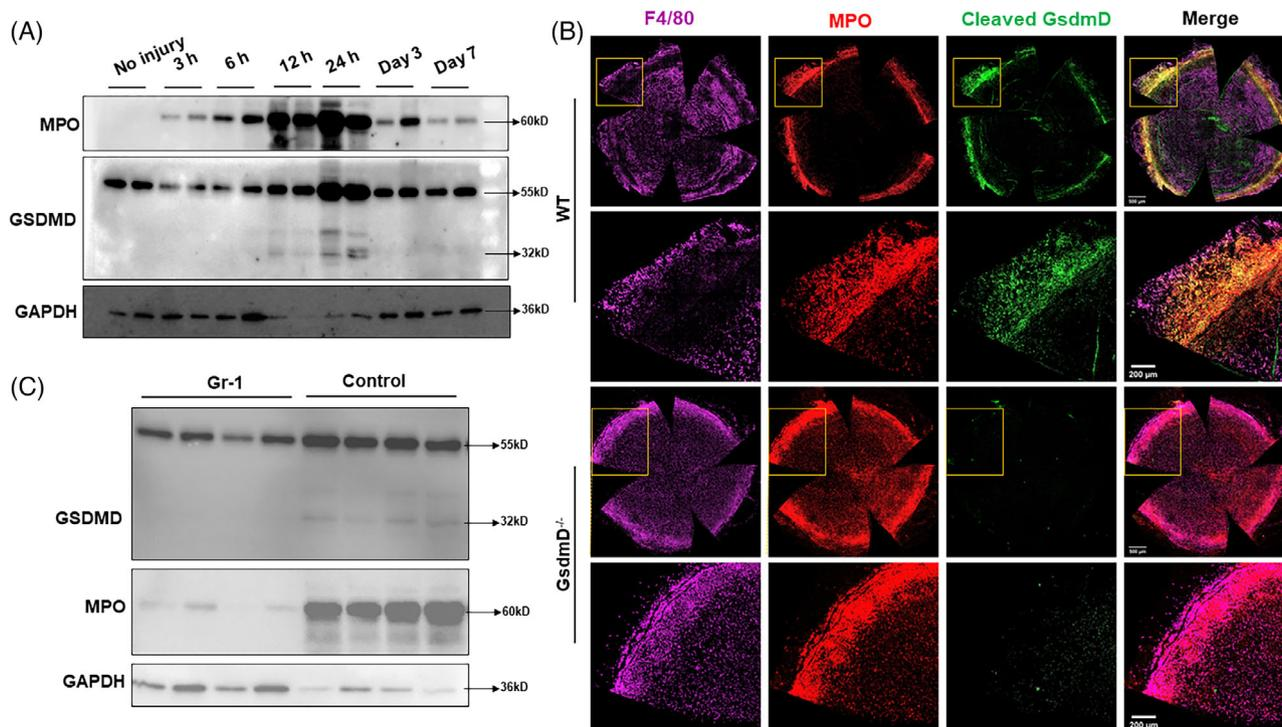 (A)
No injury 3 h 6 h 12 h 24 h Day 3 Day 7
MPO 60kD
GSDMD 55kD
32kD
GAPDH 36kD
(B)
F4/80 MPO Cleaved GsdmD Merge
WT
500 µm
200 µm
GsdmD-/-
500 µm
200 µm
(C)
Gr-1 Control
55kD
GSDMD
32kD
MPO 60kD
GAPDH 36kD